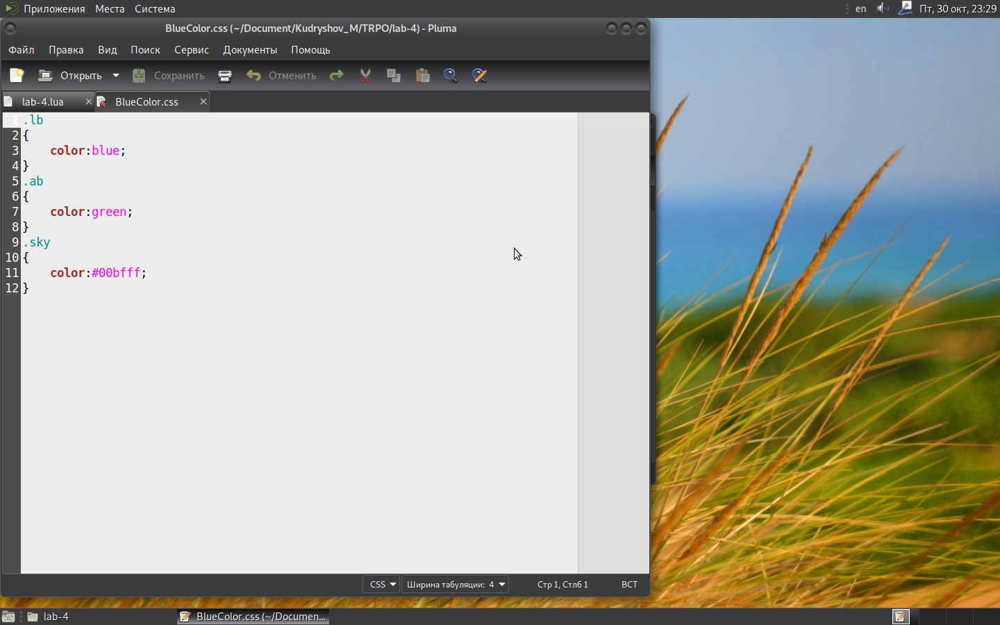 Приложения Места Система en Пт, 30 окт, 23:29
BlueColor.css (~/Document/Kudryshov_M/TRPO/lab-4) - Pluma
Файл Правка Вид Поиск Сервис Документы Помощь
Открыть Сохранить Отменить
lab-4.lua BlueColor.css
1 .lb
2 {
3     color:blue;
4 }
5 .ab
6 {
7     color:green;
8 }
9 .sky
10 {
11     color:#00bfff;
12 }
CSS Ширина табуляции: 4 Стр 1, Стлб 1 ВСТ
lab-4 BlueColor.css (~/Documen...